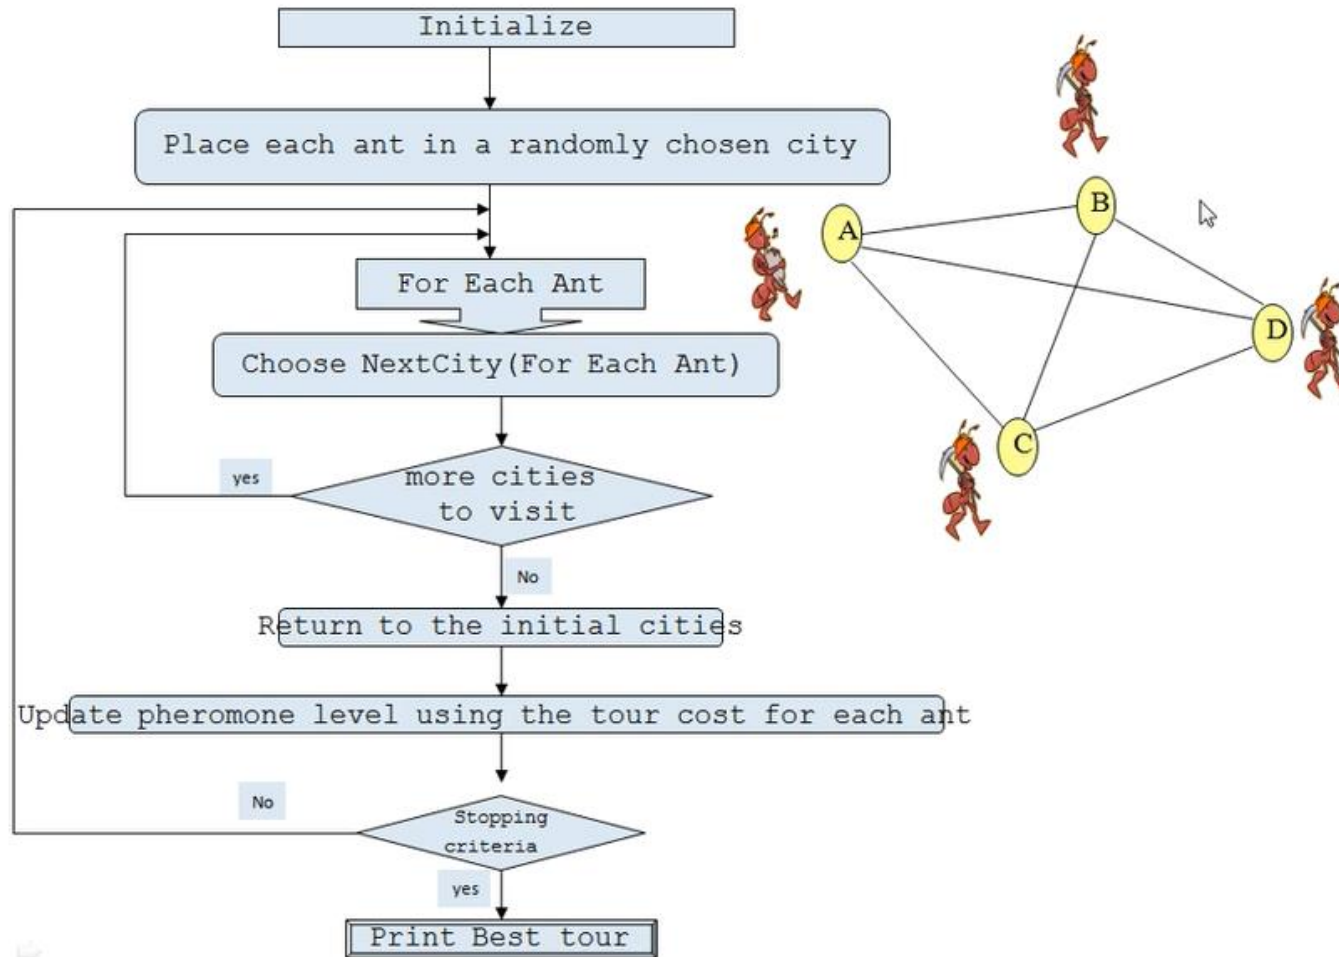 Initialize
Place each ant in a randomly chosen city
For Each Ant
Choose NextCity(For Each Ant)
more cities
to visit
yes
No
Return to the initial cities
Update pheromone level using the tour cost for each ant
No
Stopping
criteria
yes
Print Best tour
A
B
D
C